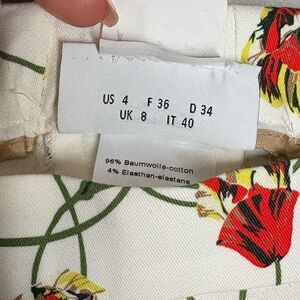 US 4 F 36 D 34
UK 8 IT 40
96% Baumwolle-cotton
4% Elasthan-elastane